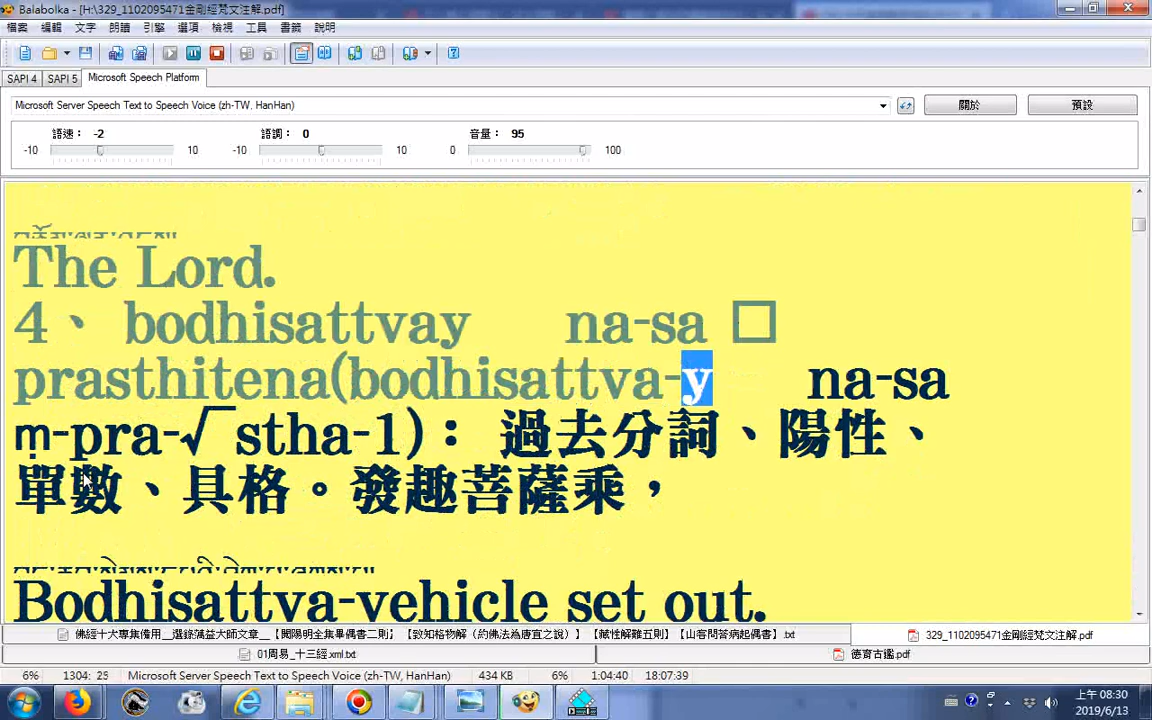 Balabolka - [H:\329_1102095471金剛經梵文注解.pdf]
檔案 編輯 文字 朗讀 引擎 選項 檢視 工具 書籤 說明
SAPI 4 SAPI 5 Microsoft Speech Platform
Microsoft Server Speech Text to Speech Voice (zh-TW, HanHan) 關於 預設
語速： -2 語調： 0 音量： 95
-10 10 -10 10 0 100
The Lord.
4、 bodhisattvay na-sa □
prasthitena(bodhisattva-y na-sa
ṃ-pra-√stha-1)： 過去分詞、陽性、
單數、具格。發趣菩薩乘，
Bodhisattva-vehicle set out.
佛經十大專集備用__選錄蕅益大師文章__【閱陽明全集畢偶書二則】【致知格物解（約佛法為唐宜之說）】【藏性解難五則】【山客問答病起偶書】.txt 329_1102095471金剛經梵文注解.pdf
01周易_十三經.xml.txt 德育古鑑.pdf
6% 1304: 23 Microsoft Server Speech Text to Speech Voice (zh-TW, HanHan) 434 KB 6% 1:04:40 18:07:39
上午 08:30
2019/6/13